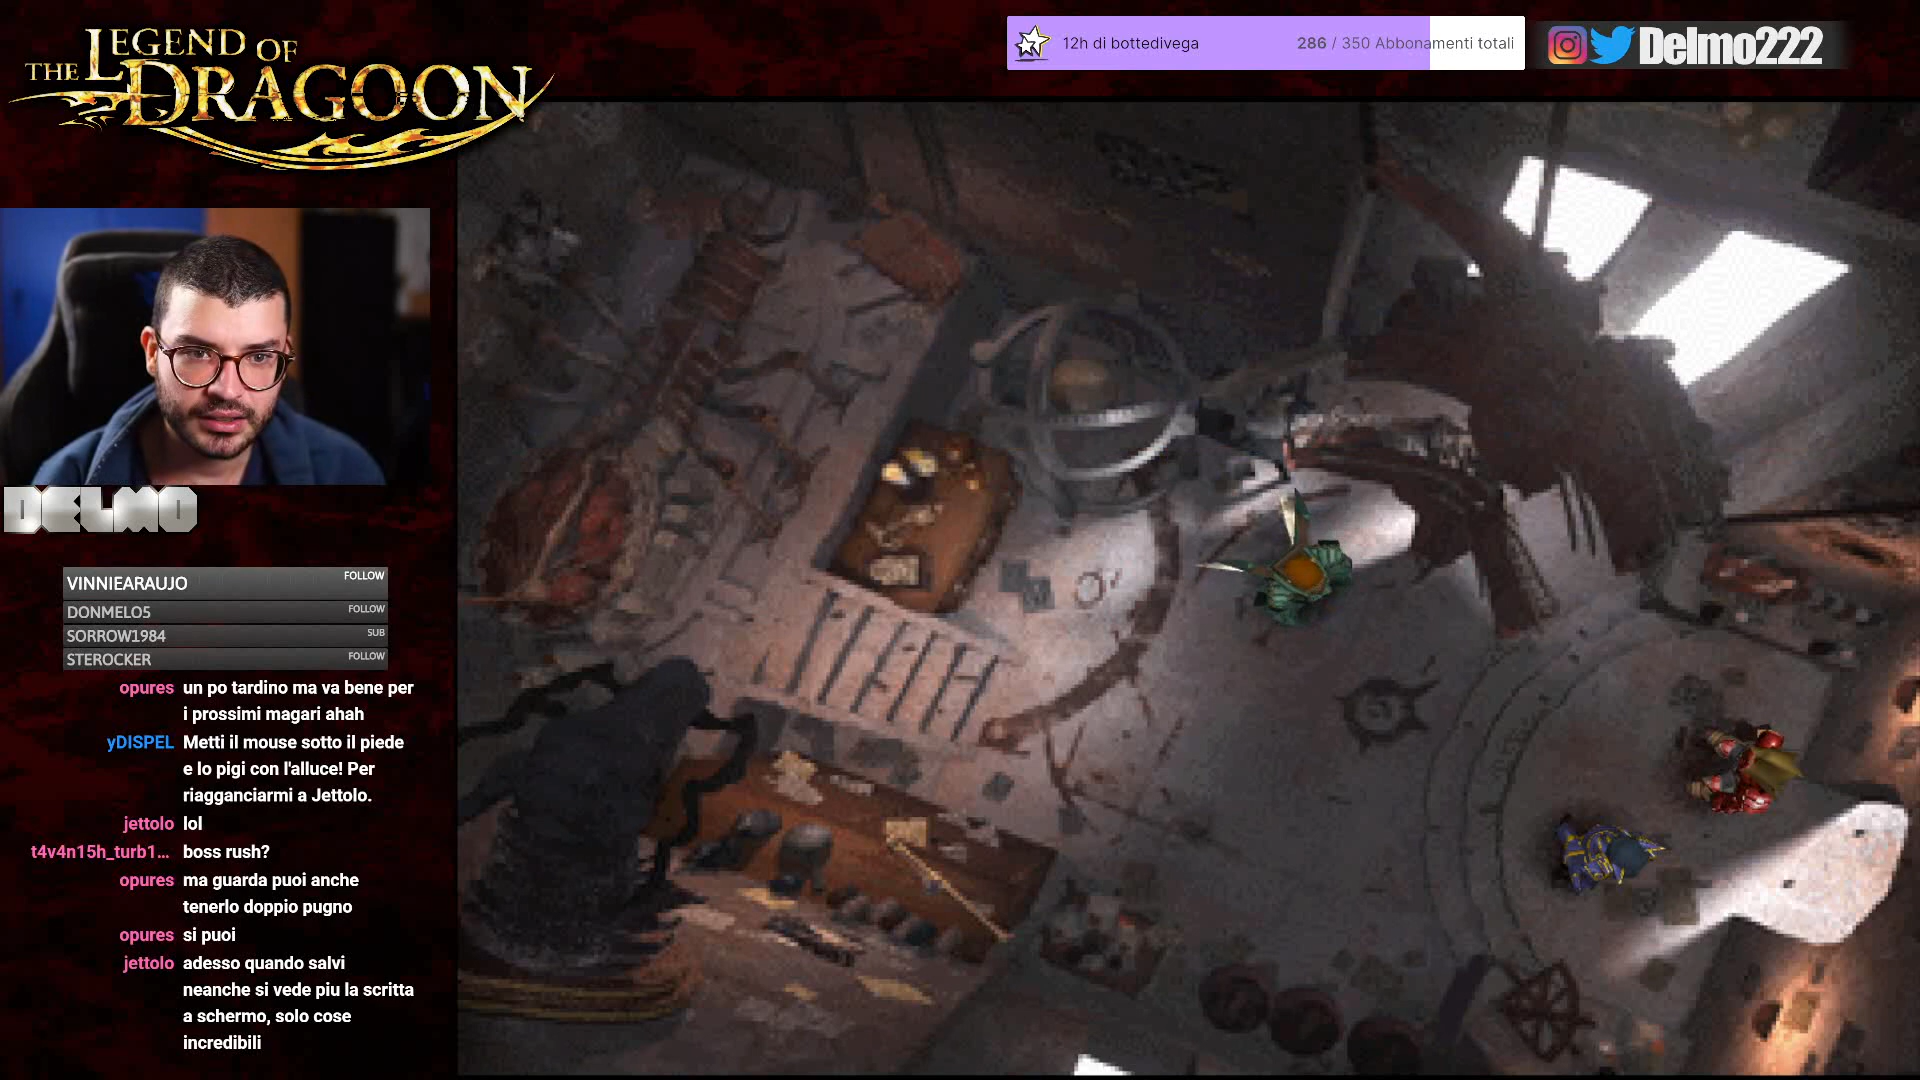 THE LEGEND OF
DRAGOON
12h di bottedivega
286 / 350 Abbonamenti totali
Delmo222
DELMO
VINNIEARAUJO FOLLOW
DONMELO5 FOLLOW
SORROW1984 SUB
STEROCKER FOLLOW
opures un po tardino ma va bene per
i prossimi magari ahah
yDISPEL Metti il mouse sotto il piede
e lo pigi con l'alluce! Per
riagganciarmi a Jettolo.
jettolo lol
t4v4n15h_turb1... boss rush?
opures ma guarda puoi anche
tenerlo doppio pugno
opures si puoi
jettolo adesso quando salvi
neanche si vede piu la scritta
a schermo, solo cose
incredibili